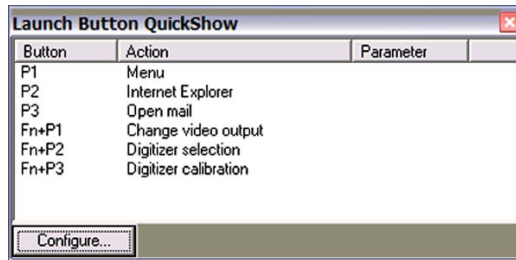 Launch Button QuickShow
Button Action Parameter
P1 Menu
P2 Internet Explorer
P3 Open mail
Fn+P1 Change video output
Fn+P2 Digitizer selection
Fn+P3 Digitizer calibration
Configure...